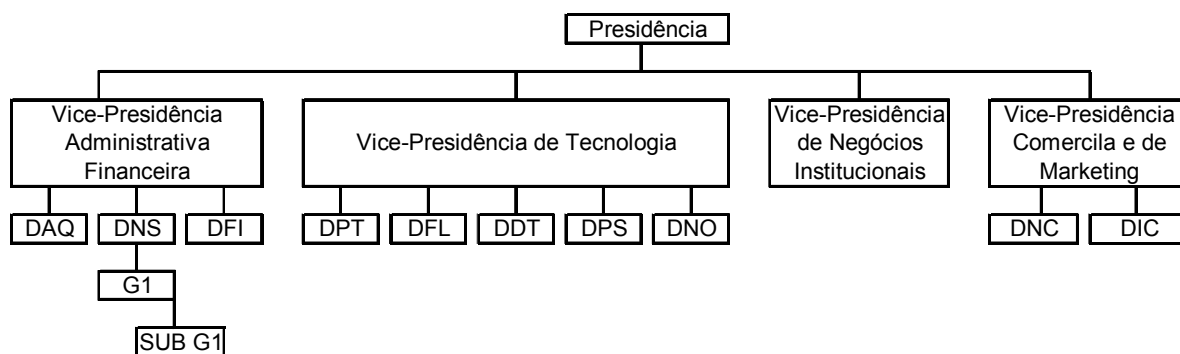 Presidência
Vice-Presidência
Administrativa
Financeira
Vice-Presidência de Tecnologia
Vice-Presidência
de Negócios
Institucionais
Vice-Presidência
Comercila e de
Marketing
DAQ
DNS
DFI
DPT
DFL
DDT
DPS
DNO
DNC
DIC
G1
SUB G1